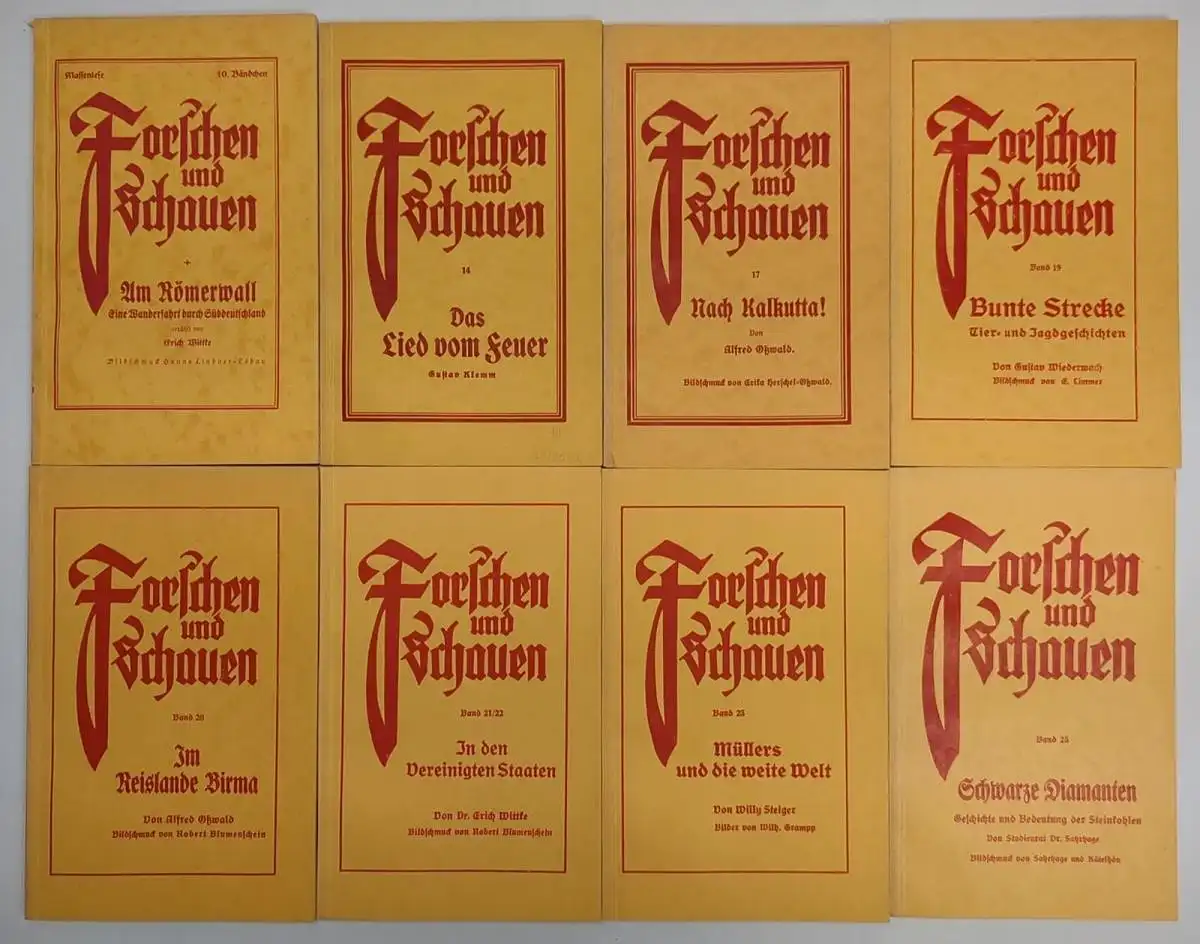 Klassenlese 10. Bändchen
Forschen
und
Schauen
+
Am Römerwall
Eine Wanderfahrt durch Süddeutschland
erzählt von
Erich Wittke
Bildschmuck Hanns Lindner-Löbau
Forschen
und
Schauen
14
Das
Lied vom Feuer
Gustav Klemm
Forschen
und
Schauen
17
Nach Kalkutta!
Von
Alfred Oßwald.
Bildschmuck von Erika Herschel-Oßwald.
Forschen
und
Schauen
Band 19
Bunte Strecke
Tier- und Jagdgeschichten
Von Gustav Wiederwach
Bildschmuck von E. Limmer
Forschen
und
Schauen
Band 20
Im
Reislande Birma
Von Alfred Oßwald
Bildschmuck von Robert Blumenschein
Forschen
und
Schauen
Band 21/22
In den
Vereinigten Staaten
Von Dr. Erich Wittke
Bildschmuck von Robert Blumenschein
Forschen
und
Schauen
Band 23
Müllers
und die weite Welt
Von Willy Steiger
Bilder von Wilh. Grampp
Forschen
und
Schauen
Band 25
Schwarze Diamanten
Geschichte und Bedeutung der Steinkohlen
Von Studienrat Dr. Sahrhage
Bildschmuck von Sahrhage und